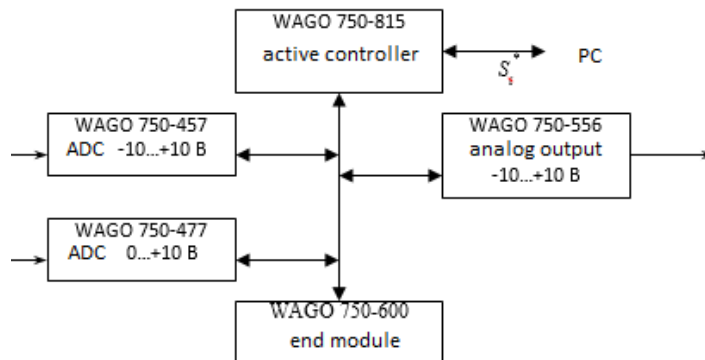 WAGO 750-815
active controller
S*s
PC
WAGO 750-457
ADC -10...+10 B
WAGO 750-556
analog output
-10...+10 B
WAGO 750-477
ADC 0...+10 B
WAGO 750-600
end module